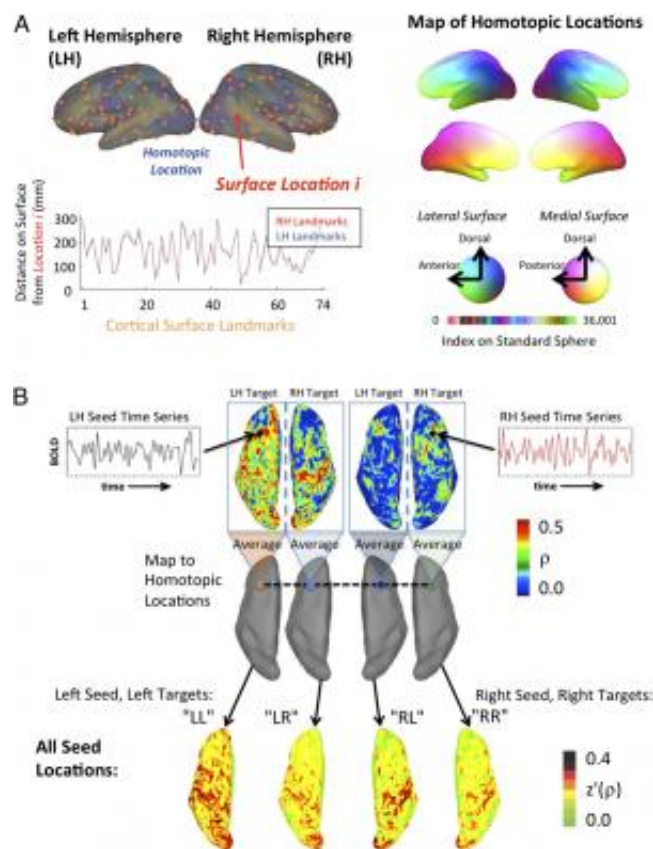 A
Left Hemisphere
(LH)
Right Hemisphere
(RH)
Homotopic
Location
Surface Location i
Distance on Surface
from Location i (mm)
300
200
100
0
RH Landmarks
LH Landmarks
1
20
40
60
74
Cortical Surface Landmarks
Map of Homotopic Locations
Lateral Surface
Medial Surface
Dorsal
Dorsal
Anterior
Posterior
0
36,001
Index on Standard Sphere
B
LH Target
RH Target
LH Target
RH Target
LH Seed Time Series
RH Seed Time Series
BOLD
time
time
Average
Average
Average
Average
0.5
ρ
0.0
Map to
Homotopic
Locations
Left Seed, Left Targets:
Right Seed, Right Targets:
"LL"
"LR"
"RL"
"RR"
All Seed
Locations:
0.4
z'(ρ)
0.0